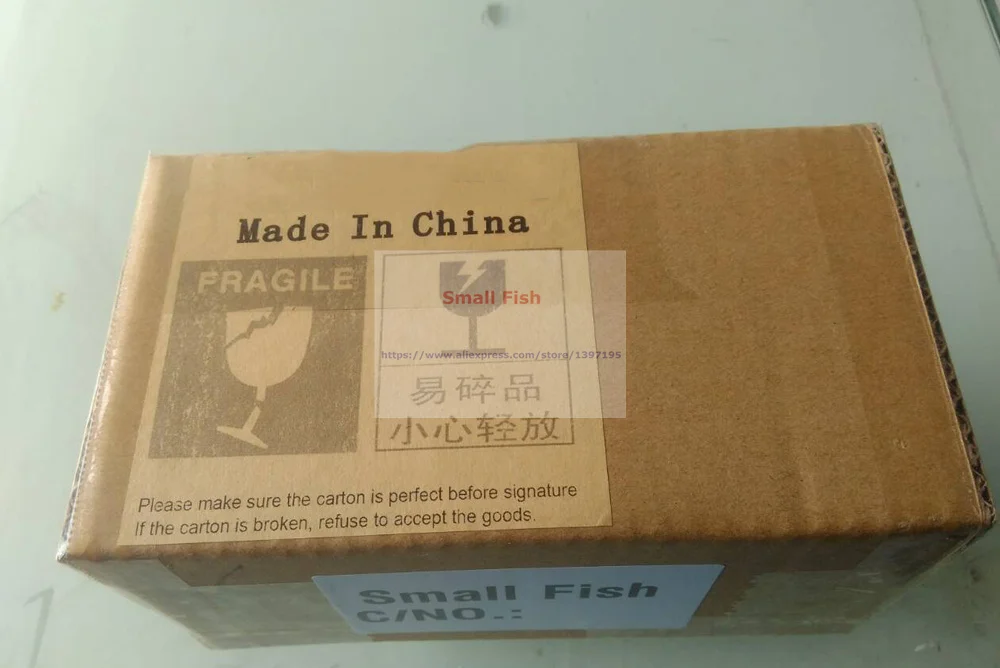 Made In China
FRAGILE
Small Fish
https://www.aliexpress.com/store/1397195
易碎品
小心轻放
Please make sure the carton is perfect before signature
If the carton is broken, refuse to accept the goods.
Small Fish
C/NO.: